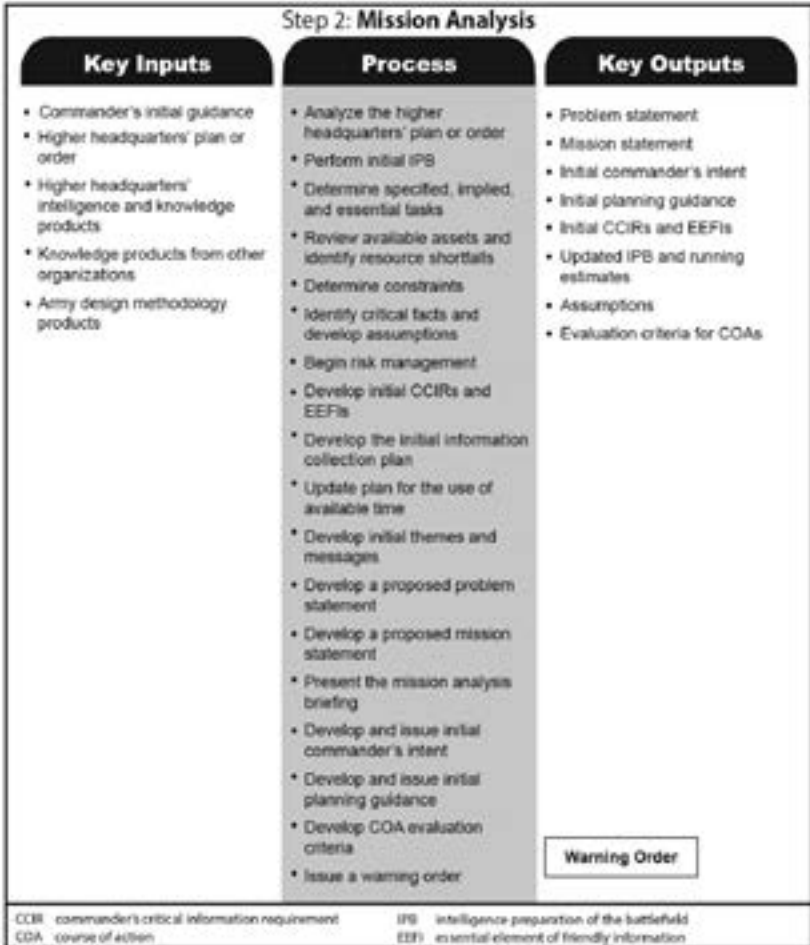 Step 2: Mission Analysis
Key Inputs
• Commander's initial guidance
• Higher headquarters' plan or
order
• Higher headquarters'
intelligence and knowledge
products
• Knowledge products from other
organizations
• Army design methodology
products
Process
• Analyze the higher
headquarters' plan or order
• Perform initial IPB
• Determine specified, implied,
and essential tasks
• Review available assets and
identify resource shortfalls
• Determine constraints
• Identify critical facts and
develop assumptions
• Begin risk management
• Develop initial CCIRs and
EEFIs
• Develop the initial information
collection plan
• Update plan for the use of
available time
• Develop initial themes and
messages
• Develop a proposed problem
statement
• Develop a proposed mission
statement
• Present the mission analysis
briefing
• Develop and issue initial
commander's intent
• Develop and issue initial
planning guidance
• Develop COA evaluation
criteria
• Issue a warning order
Key Outputs
• Problem statement
• Mission statement
• Initial commander's intent
• Initial planning guidance
• Initial CCIRs and EEFIs
• Updated IPB and running
estimates
• Assumptions
• Evaluation criteria for COAs
Warning Order
CCIR commander's critical information requirement
COA course of action
IPB intelligence preparation of the battlefield
EEFI essential element of friendly information